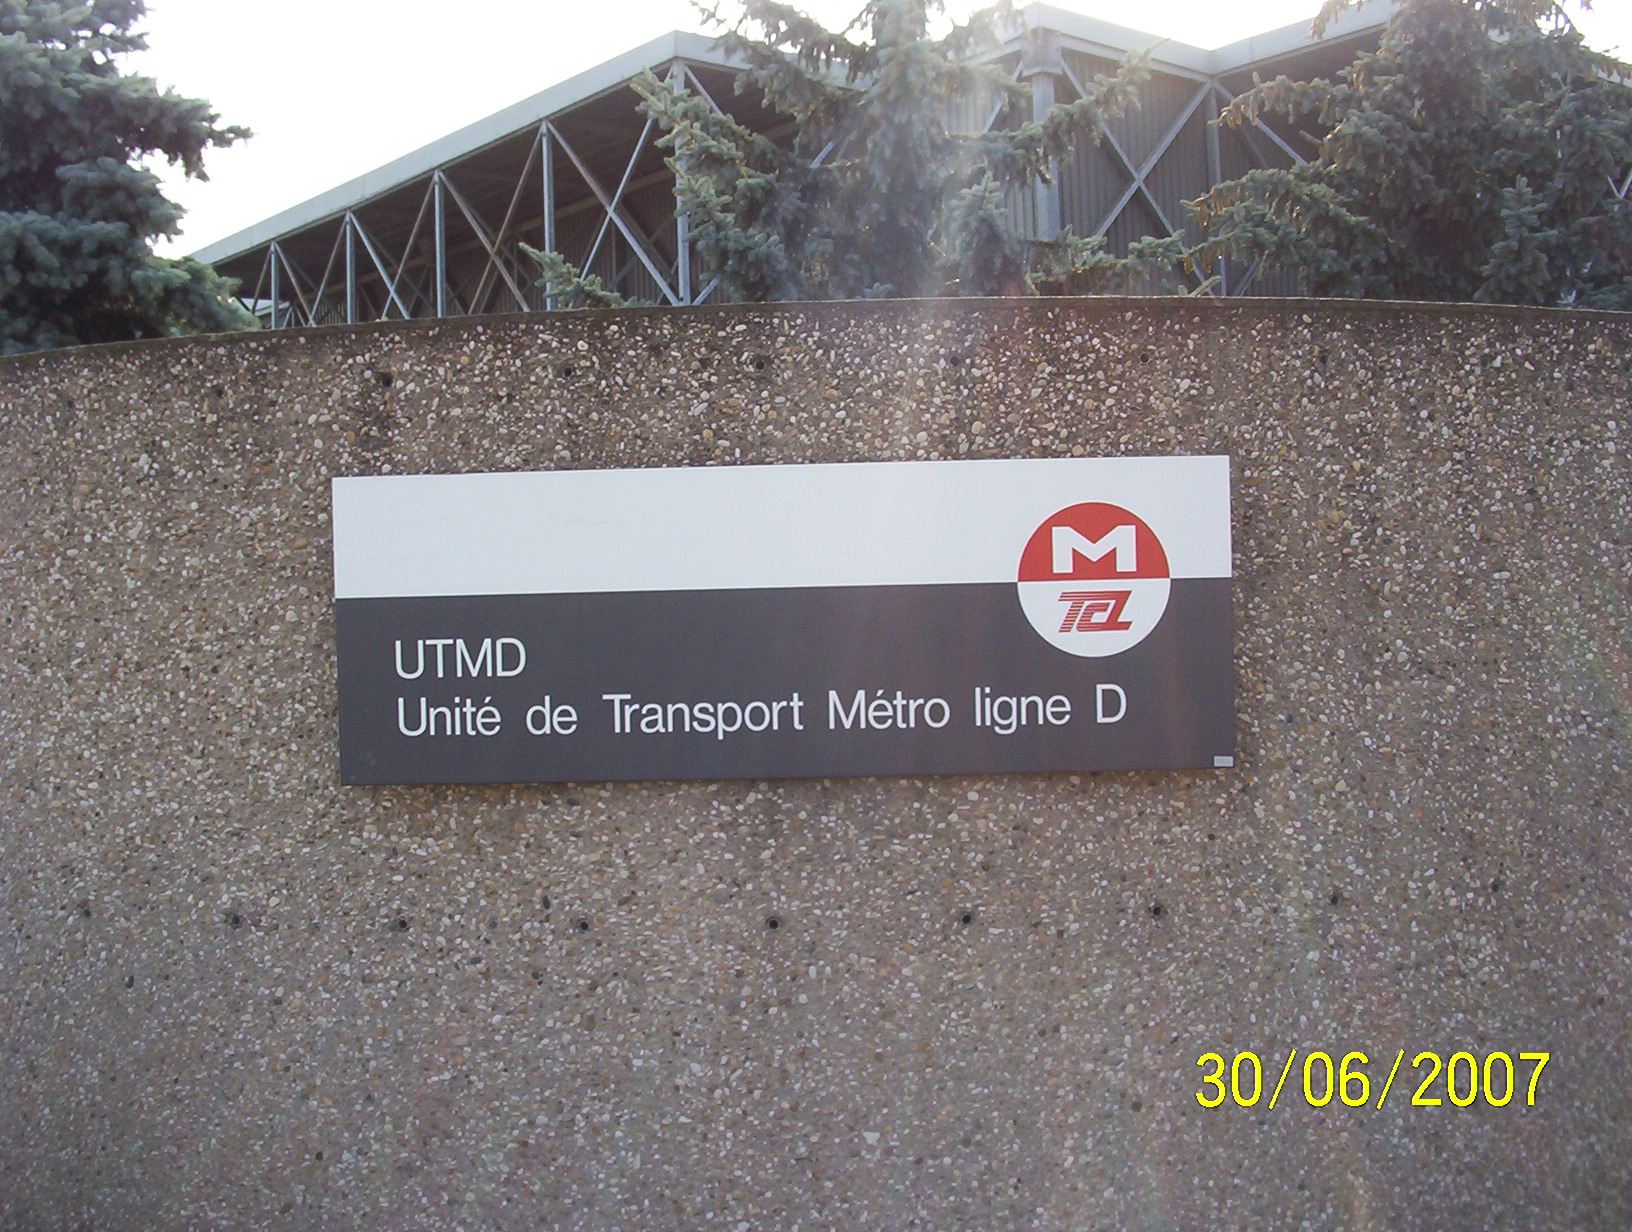 M
TCL
UTMD
Unité de Transport Métro ligne D
30/06/2007